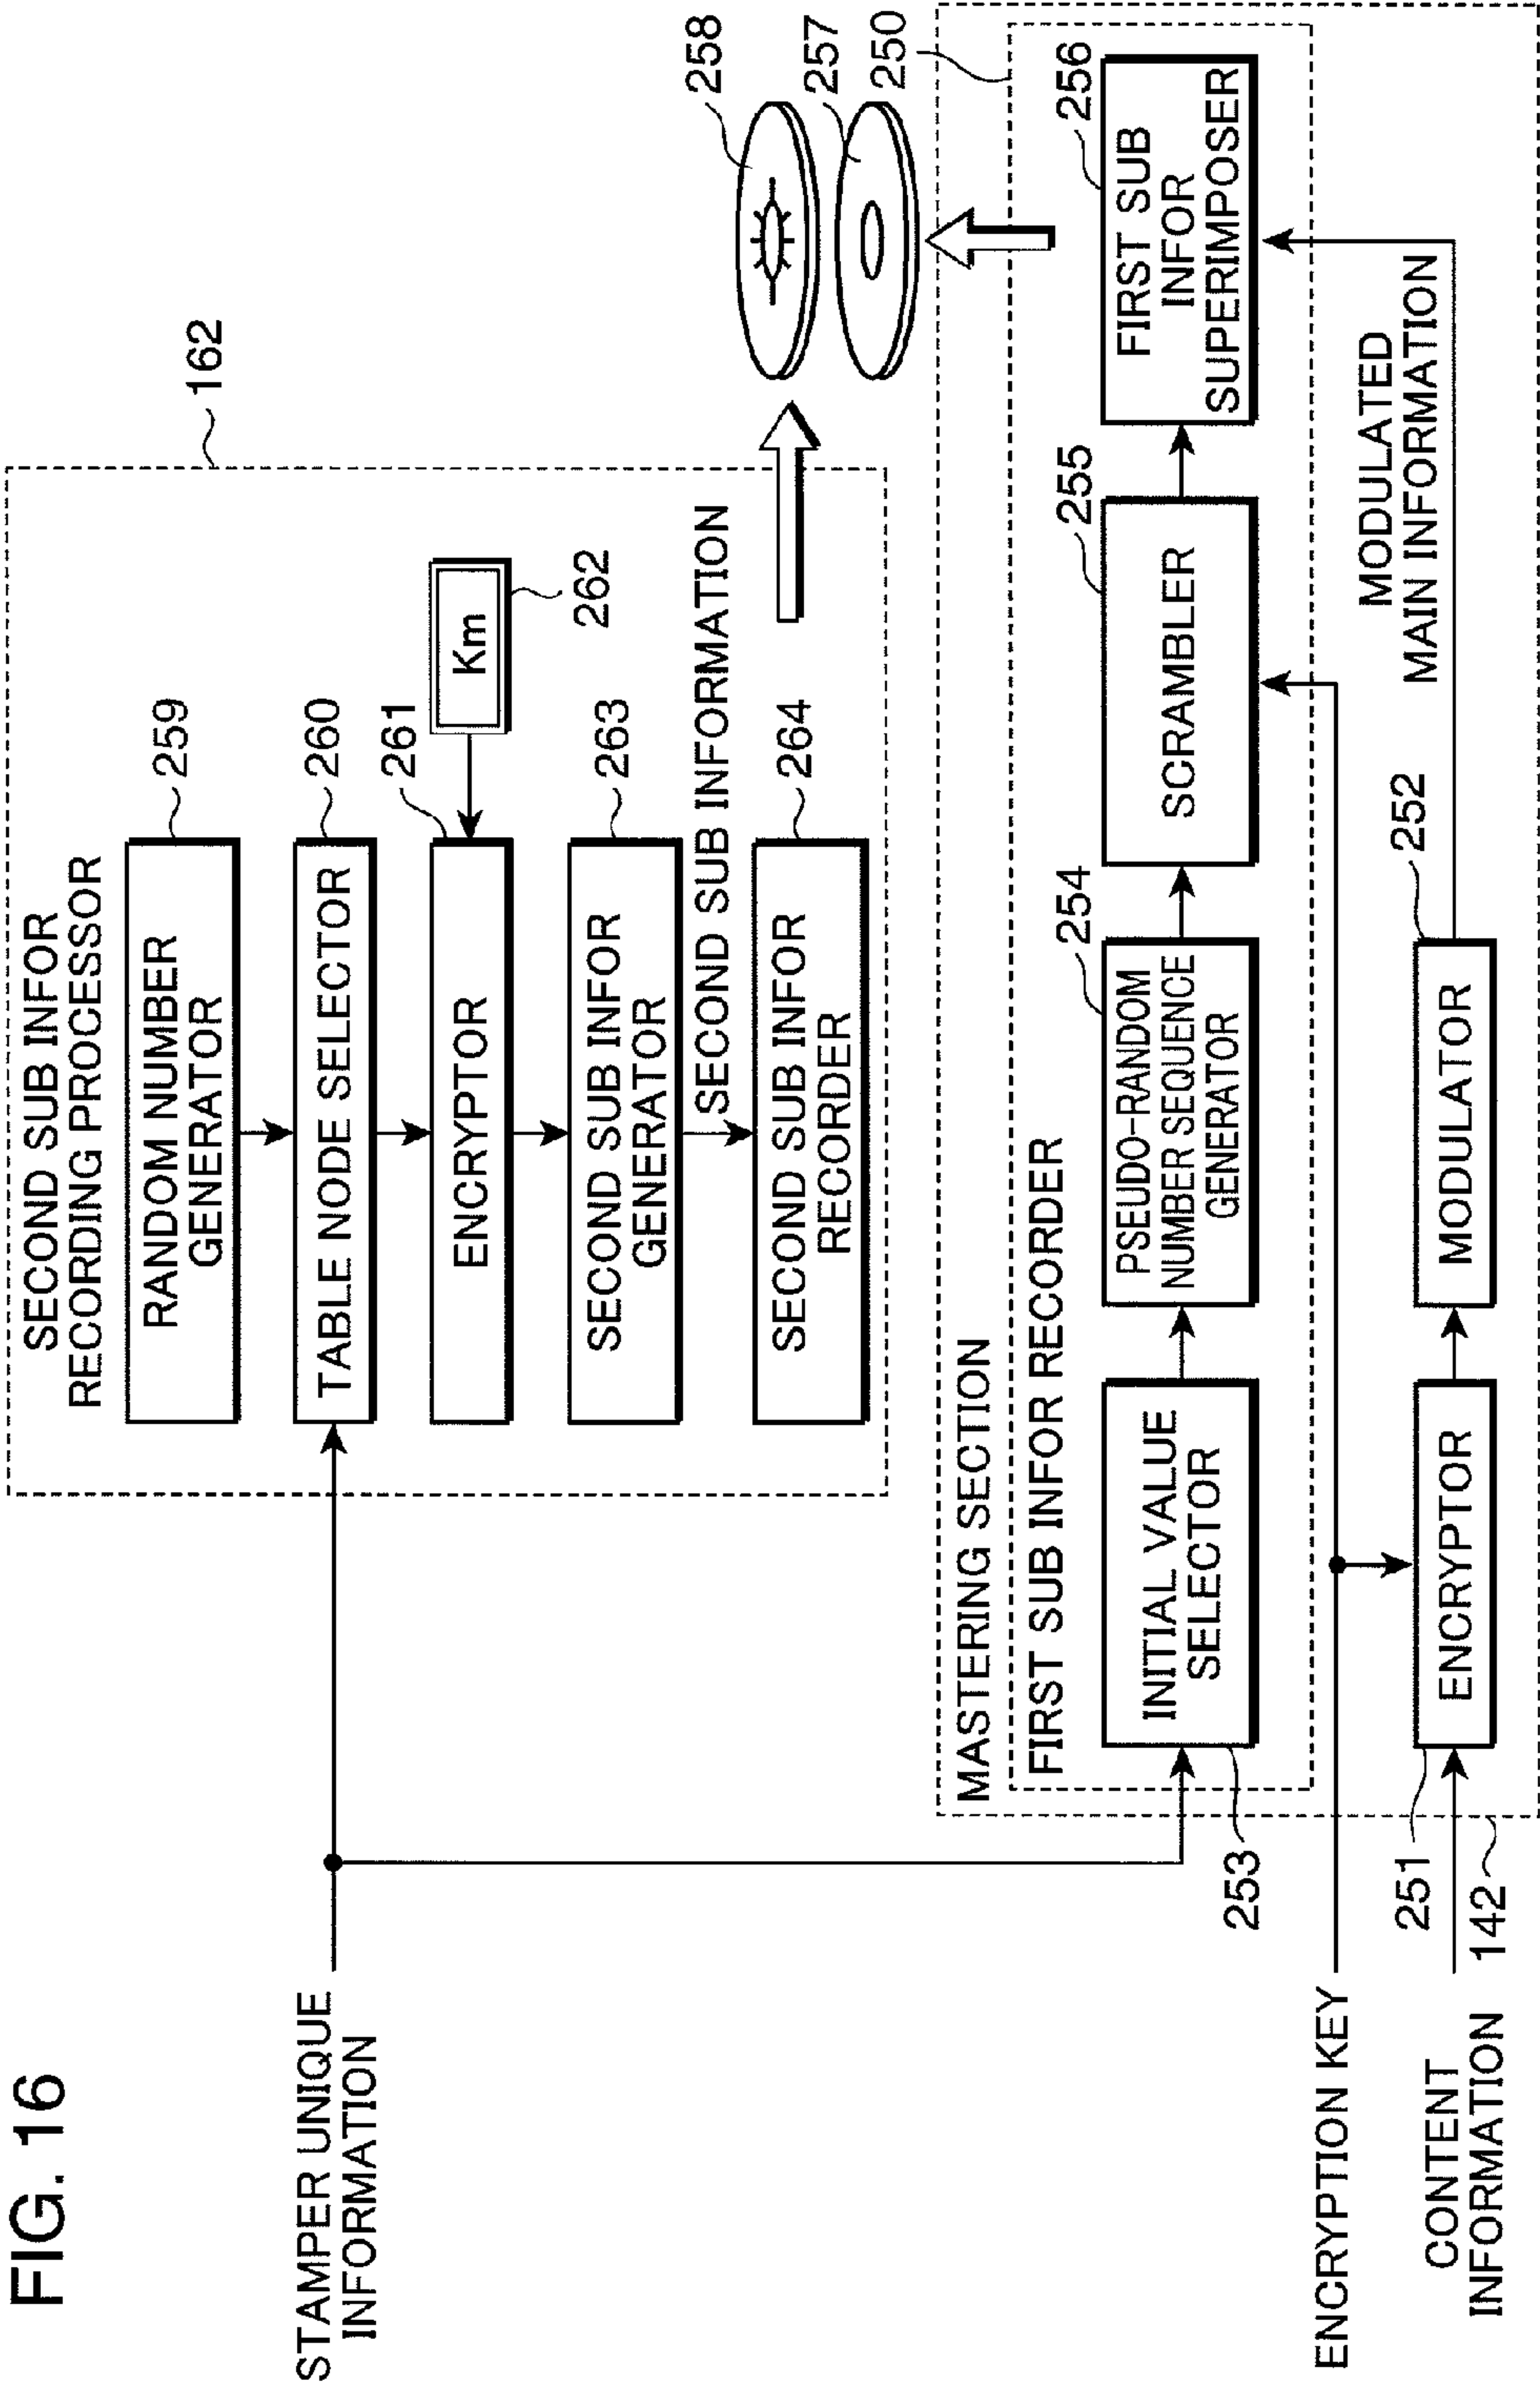 FIG. 16
STAMPER UNIQUE
INFORMATION
SECOND SUB INFOR
RECORDING PROCESSOR
162
RANDOM NUMBER
GENERATOR
259
TABLE NODE SELECTOR
260
ENCRYPTOR
261
Km
262
SECOND SUB INFOR
GENERATOR
263
SECOND SUB INFORMATION
SECOND SUB INFOR
RECORDER
264
258
257
250
MASTERING SECTION
FIRST SUB INFOR RECORDER
INITIAL VALUE
SELECTOR
253
PSEUDO-RANDOM
NUMBER SEQUENCE
GENERATOR
254
SCRAMBLER
255
FIRST SUB
INFOR
SUPERIMPOSER
256
ENCRYPTION KEY
CONTENT
INFORMATION
251
142
ENCRYPTOR
MODULATOR
252
MODULATED
MAIN INFORMATION